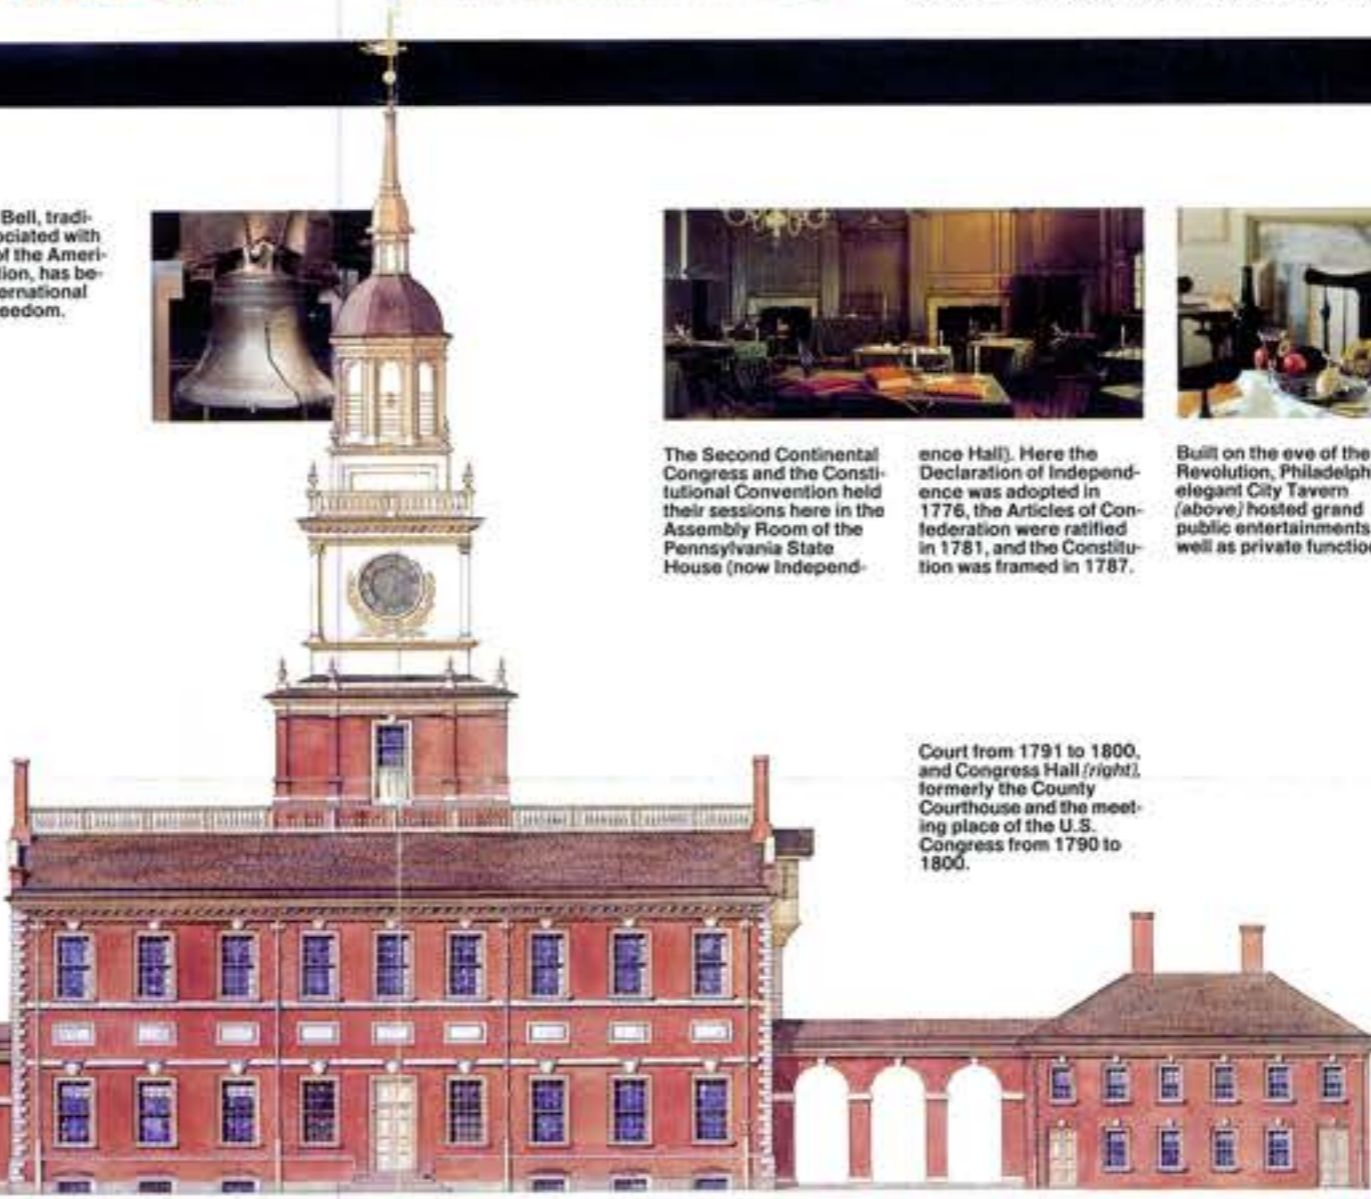 Bell, tradi-
ociated with
of the Ameri-
ion, has be-
ernational
eedom.
The Second Continental
Congress and the Consti-
tutional Convention held
their sessions here in the
Assembly Room of the
Pennsylvania State
House (now Independ-
ence Hall). Here the
Declaration of Independ-
ence was adopted in
1776, the Articles of Con-
federation were ratified
in 1781, and the Constitu-
tion was framed in 1787.
Built on the eve of the
Revolution, Philadelph
elegant City Tavern
(above) hosted grand
public entertainments
well as private function
Court from 1791 to 1800,
and Congress Hall (right),
formerly the County
Courthouse and the meet-
ing place of the U.S.
Congress from 1790 to
1800.